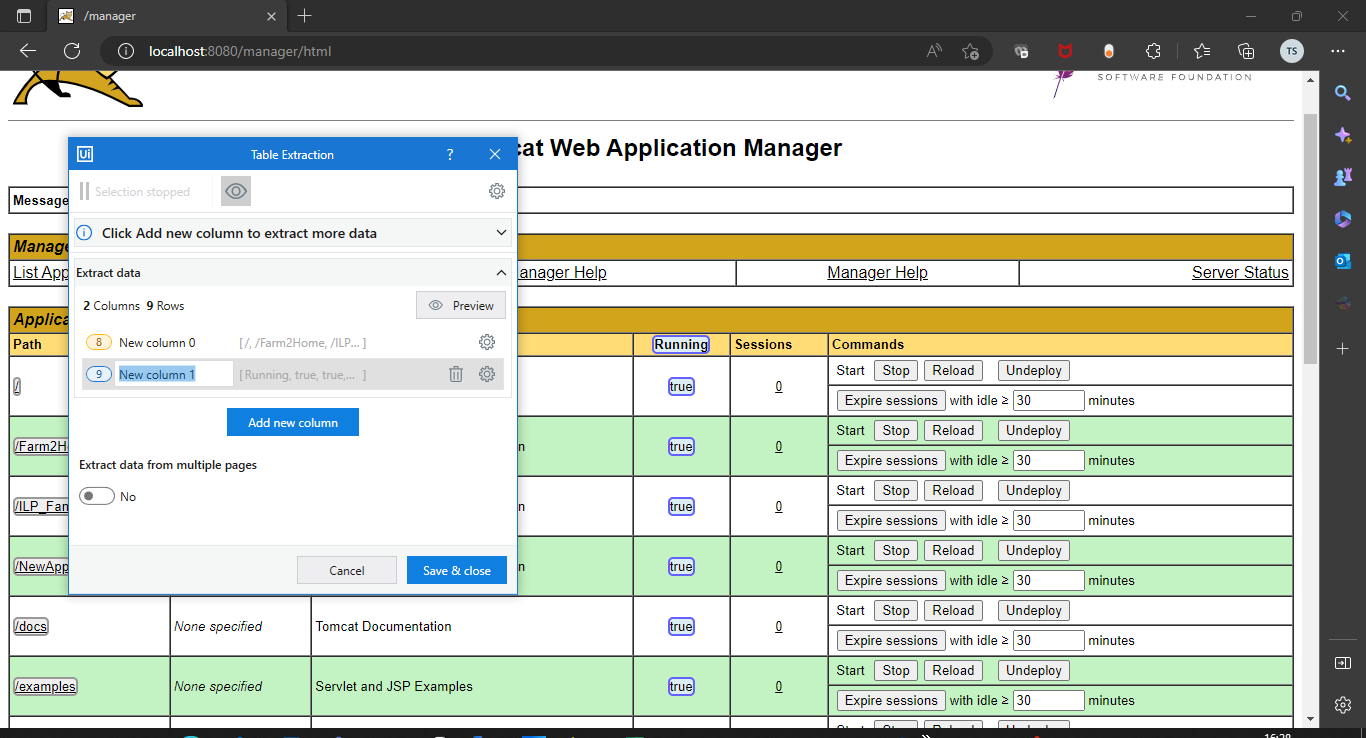 /manager
localhost:8080/manager/html
TS
SOFTWARE FOUNDATION
cat Web Application Manager
Message
Manage
List App
anager Help
Manager Help
Server Status
Applica
Path
Running
Sessions
Commands
/
true
0
Start Stop Reload Undeploy
Expire sessions with idle ≥ 30 minutes
/Farm2H
n
true
0
Start Stop Reload Undeploy
Expire sessions with idle ≥ 30 minutes
/ILP_Fan
n
true
0
Start Stop Reload Undeploy
Expire sessions with idle ≥ 30 minutes
/NewApp
n
true
0
Start Stop Reload Undeploy
Expire sessions with idle ≥ 30 minutes
/docs
None specified
Tomcat Documentation
true
0
Start Stop Reload Undeploy
Expire sessions with idle ≥ 30 minutes
/examples
None specified
Servlet and JSP Examples
true
0
Start Stop Reload Undeploy
Expire sessions with idle ≥ 30 minutes
Ui
Table Extraction
?
Selection stopped
Click Add new column to extract more data
Extract data
2 Columns 9 Rows
Preview
8 New column 0 [/, /Farm2Home, /ILP... ]
9 New column 1 [Running, true, true,... ]
Add new column
Extract data from multiple pages
No
Cancel
Save & close